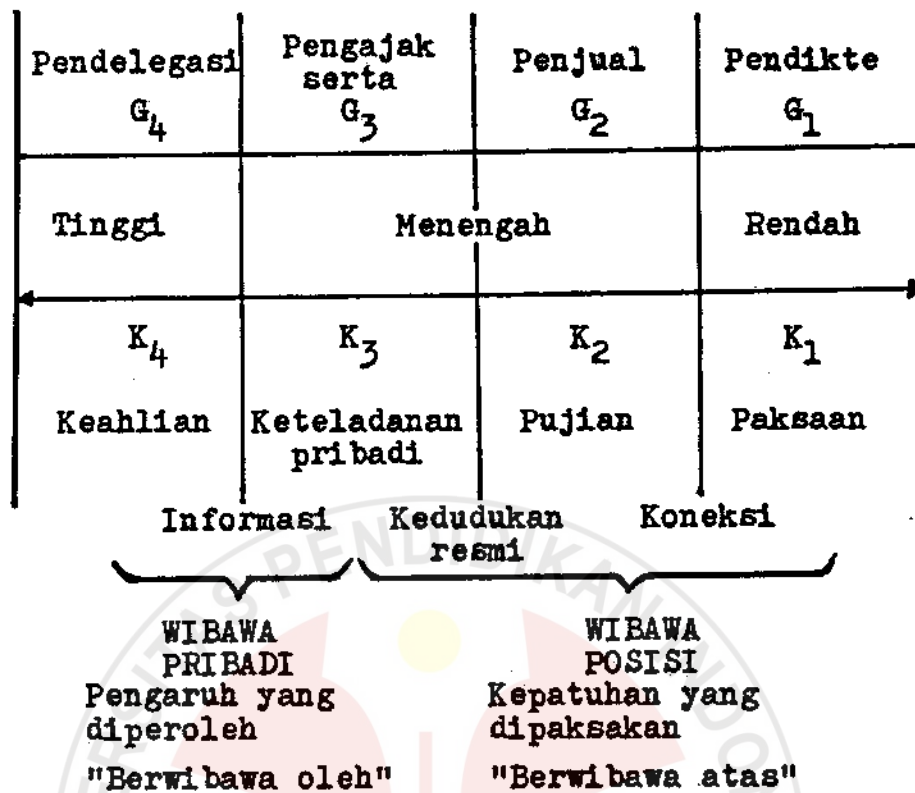 Pendelegasi Pengajak serta Penjual Pendikte
G4 G3 G2 G1
Tinggi Menengah Rendah
K4 K3 K2 K1
Keahlian Keteladanan pribadi Pujian Paksaan
Informasi Kedudukan resmi Koneksi
WIBAWA
PRIBADI
Pengaruh yang
diperoleh
"Berwibawa oleh"
WIBAWA
POSISI
Kepatuhan yang
dipaksakan
"Berwibawa atas"